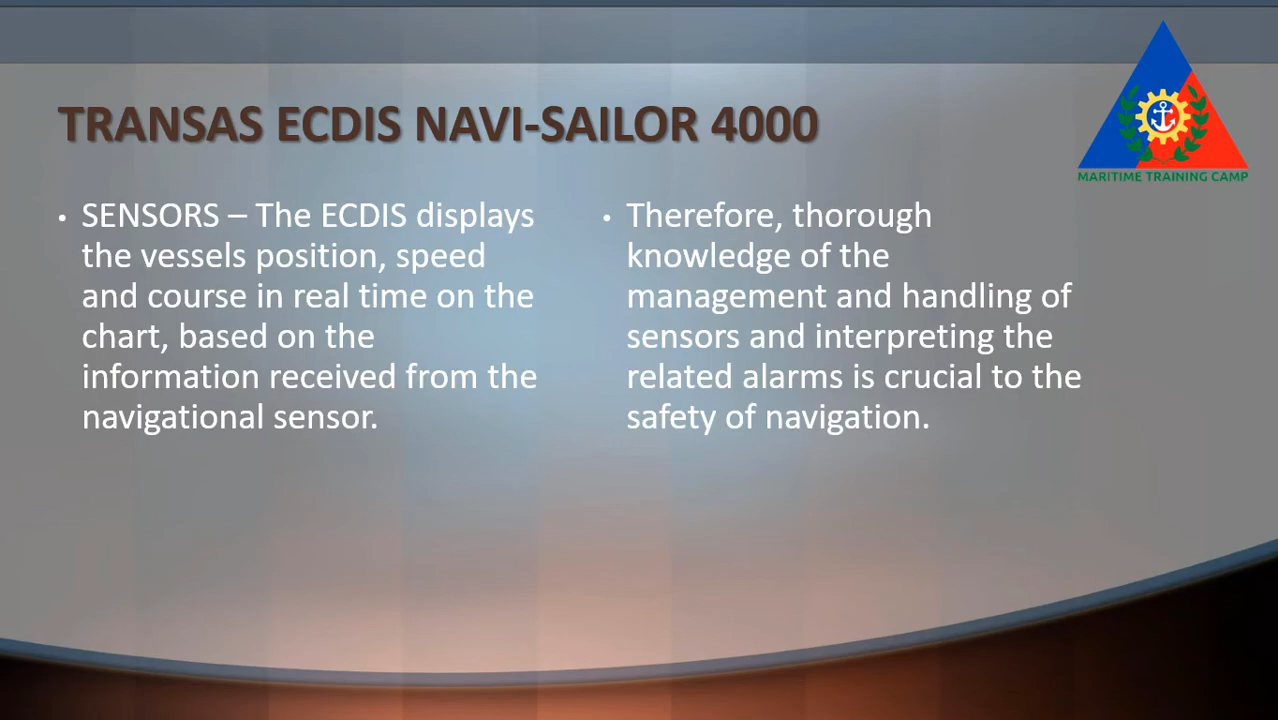 TRANSAS ECDIS NAVI-SAILOR 4000
MARITIME TRAINING CAMP
• SENSORS – The ECDIS displays
the vessels position, speed
and course in real time on the
chart, based on the
information received from the
navigational sensor.
• Therefore, thorough
knowledge of the
management and handling of
sensors and interpreting the
related alarms is crucial to the
safety of navigation.